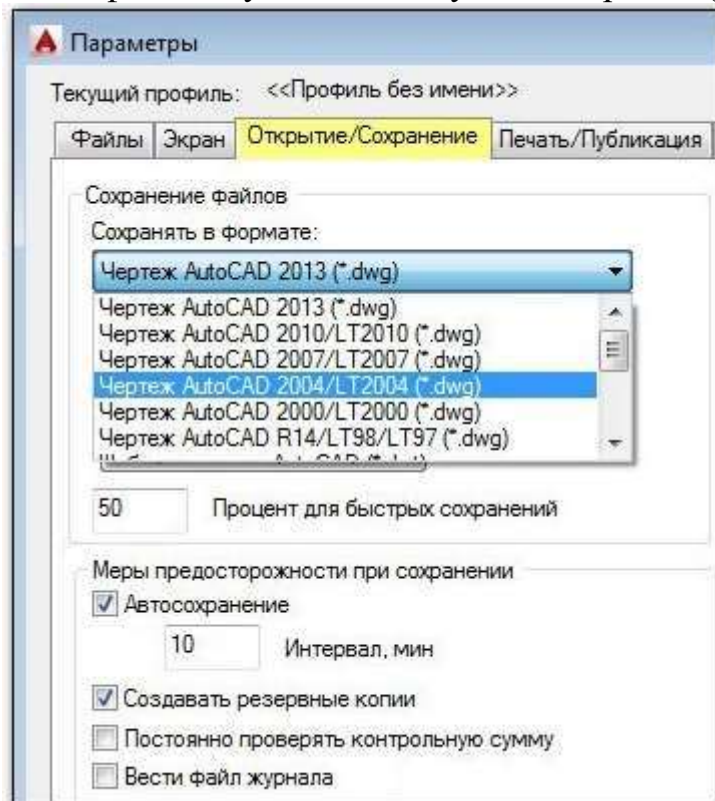 Параметры
Текущий профиль: <<Профиль без имени>>
Файлы Экран Открытие/Сохранение Печать/Публикация
Сохранение файлов
Сохранять в формате:
Чертеж AutoCAD 2013 (*.dwg)
Чертеж AutoCAD 2013 (*.dwg)
Чертеж AutoCAD 2010/LT2010 (*.dwg)
Чертеж AutoCAD 2007/LT2007 (*.dwg)
Чертеж AutoCAD 2004/LT2004 (*.dwg)
Чертеж AutoCAD 2000/LT2000 (*.dwg)
Чертеж AutoCAD R14/LT98/LT97 (*.dwg)
50 Процент для быстрых сохранений
Меры предосторожности при сохранении
Автосохранение
10 Интервал, мин
Создавать резервные копии
Постоянно проверять контрольную сумму
Вести файл журнала